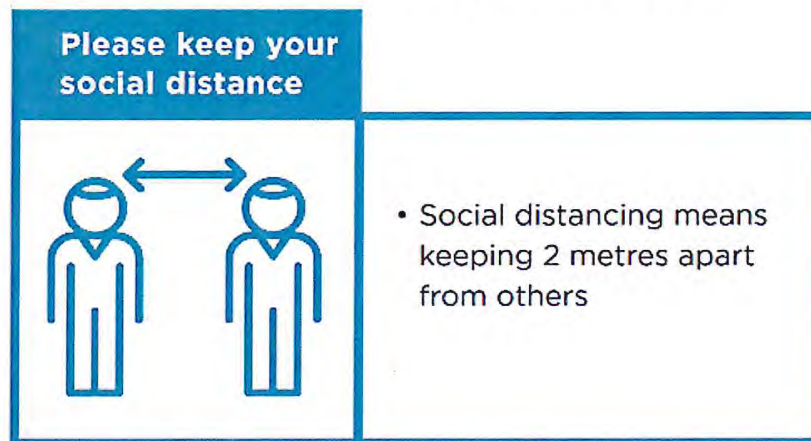 Please keep your
social distance
• Social distancing means
keeping 2 metres apart
from others